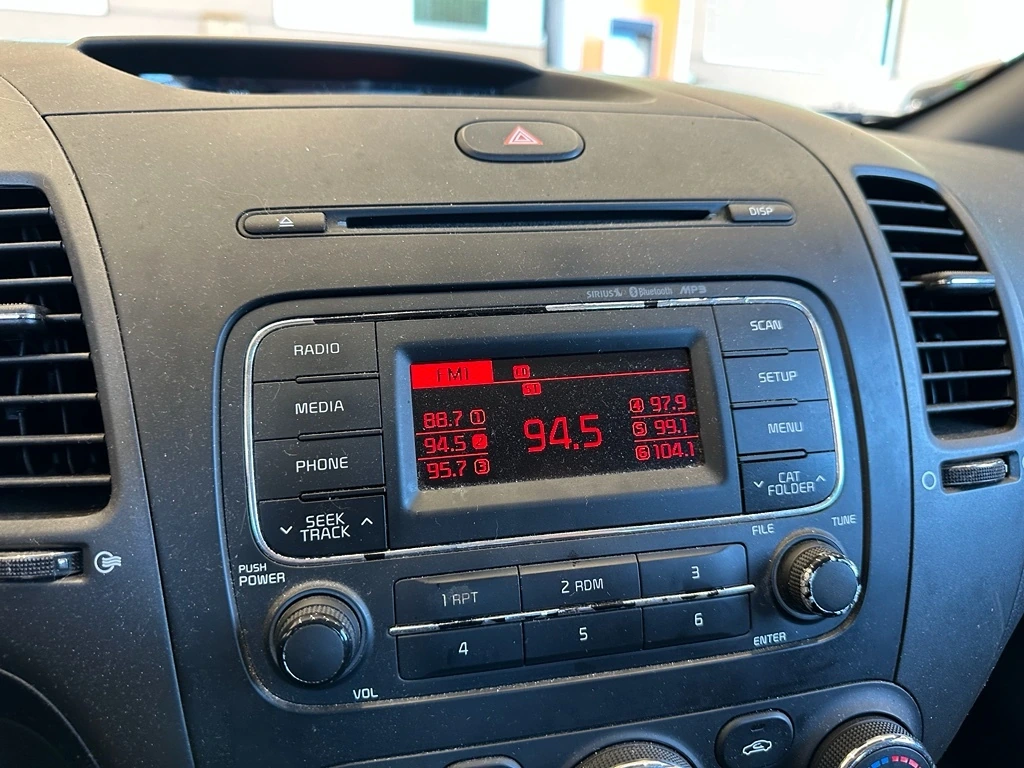 DISP
SIRIUS Bluetooth MP3
RADIO
SCAN
MEDIA
SETUP
PHONE
MENU
SEEK
TRACK
CAT
FOLDER
FM1
88.7 1
94.5 2
95.7 3
94.5
4 97.9
5 99.1
6 104.1
PUSH
POWER
VOL
FILE
TUNE
ENTER
1 RPT
2 RDM
3
4
5
6